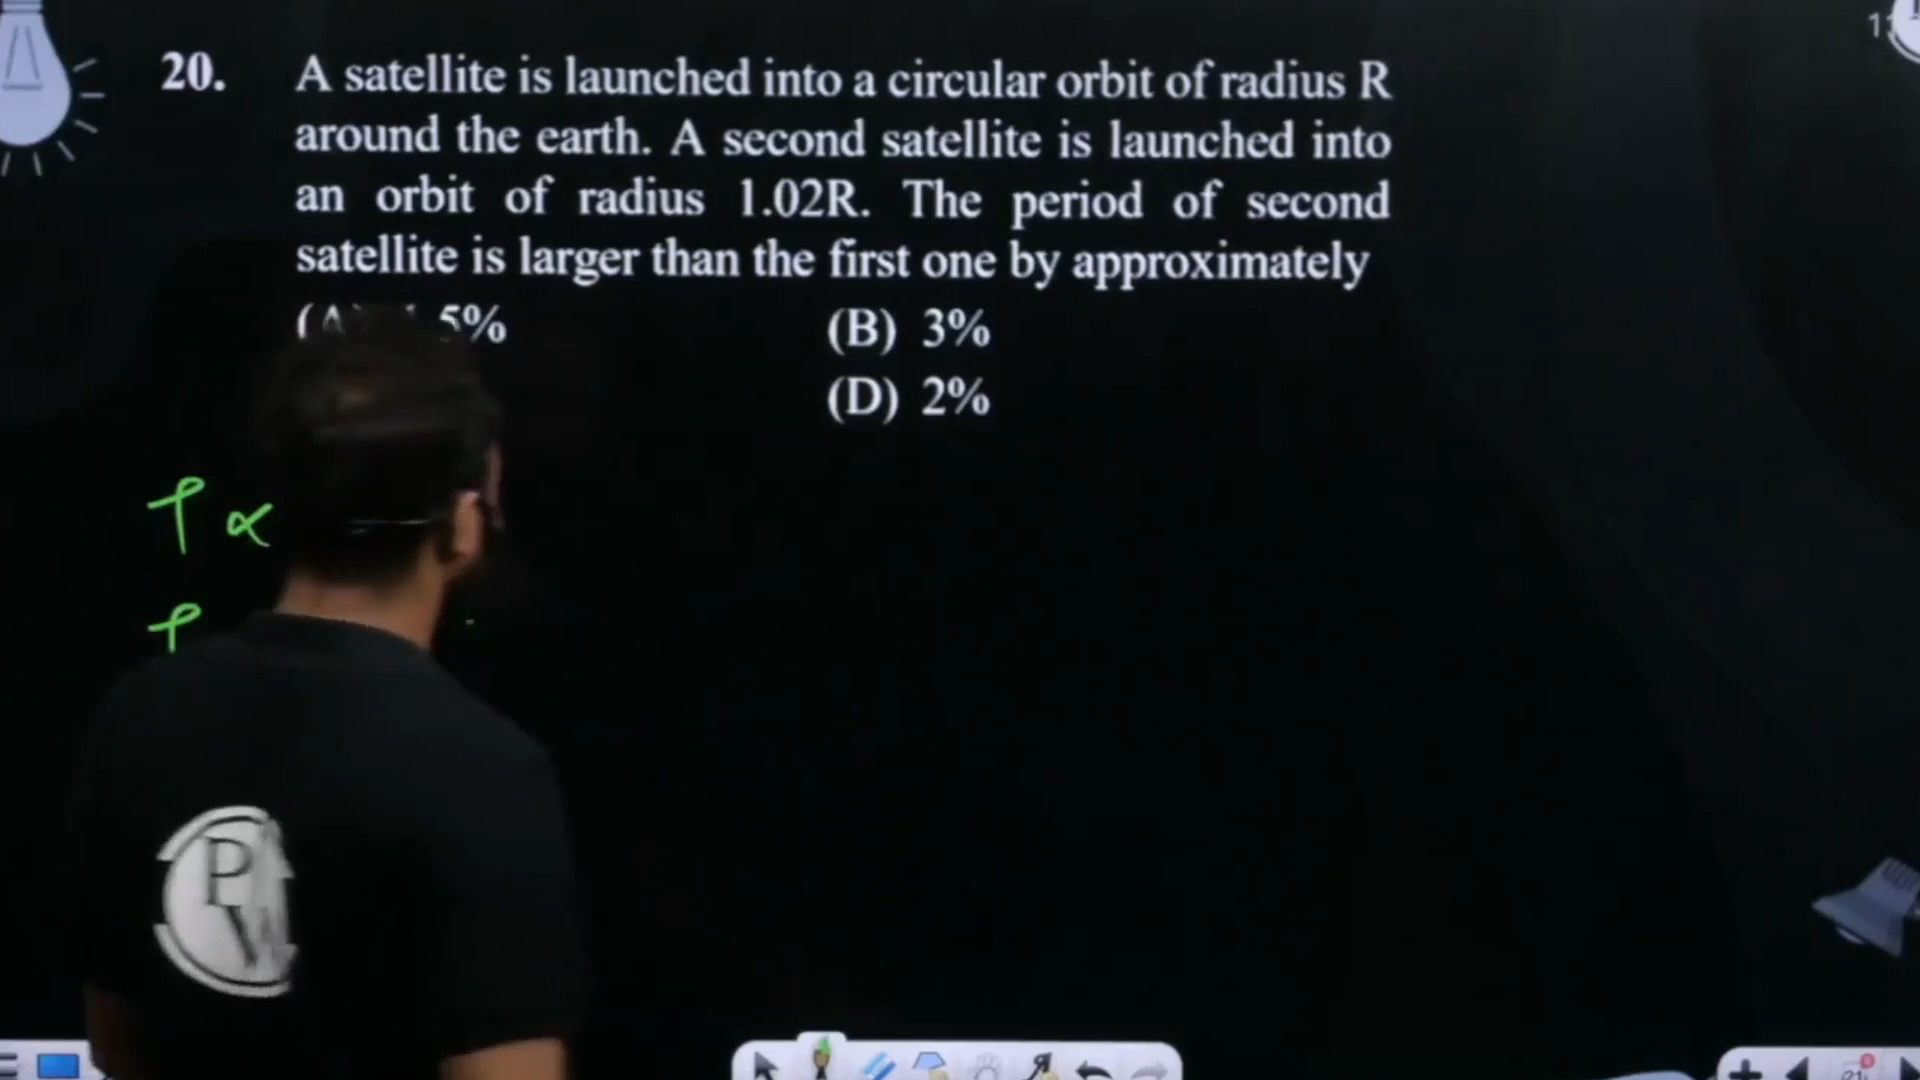 20. A satellite is launched into a circular orbit of radius R
around the earth. A second satellite is launched into
an orbit of radius 1.02R. The period of second
satellite is larger than the first one by approximately
5% (B) 3%
(D) 2%
T ∝
T
PW